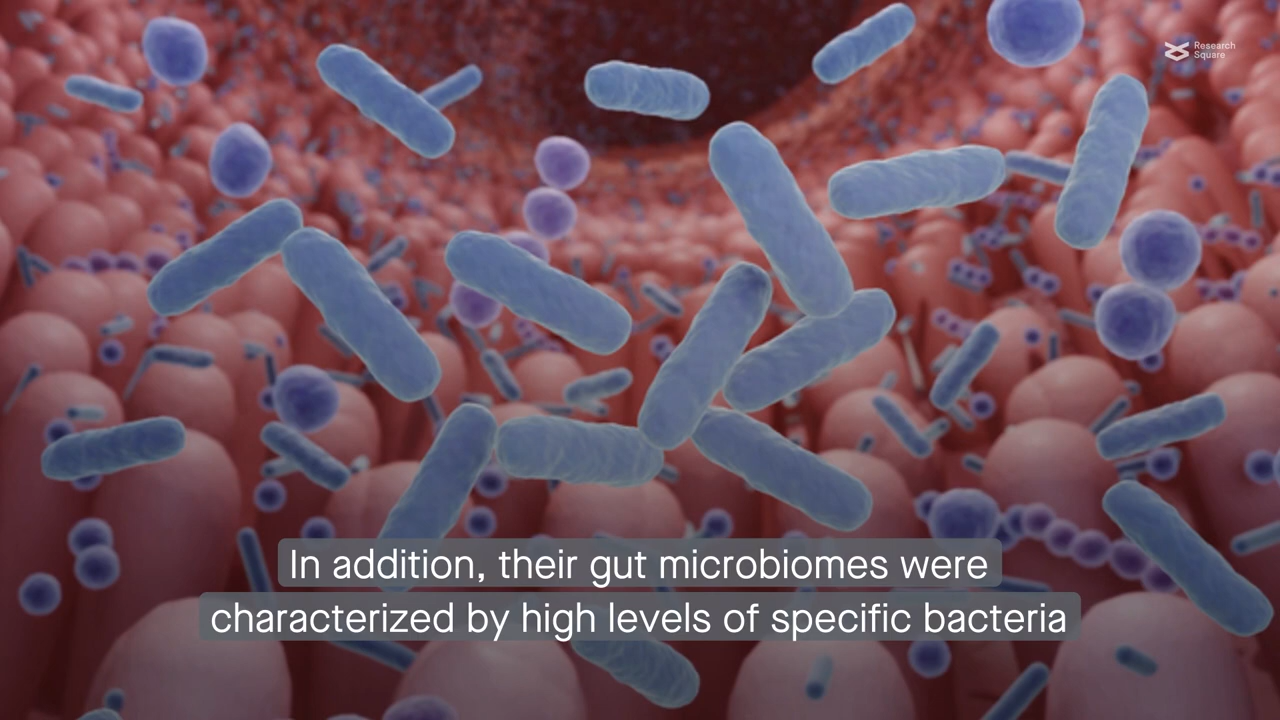 Research
Square
In addition, their gut microbiomes were
characterized by high levels of specific bacteria